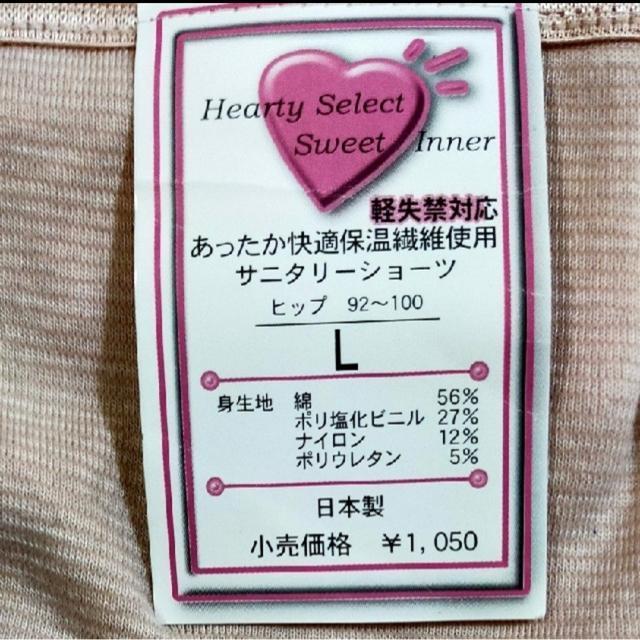 Hearty Select
Sweet Inner
軽失禁対応
あったか快適保温繊維使用
サニタリーショーツ
ヒップ 92～100
L
身生地 綿 56%
ポリ塩化ビニル 27%
ナイロン 12%
ポリウレタン 5%
日本製
小売価格 ¥1,050